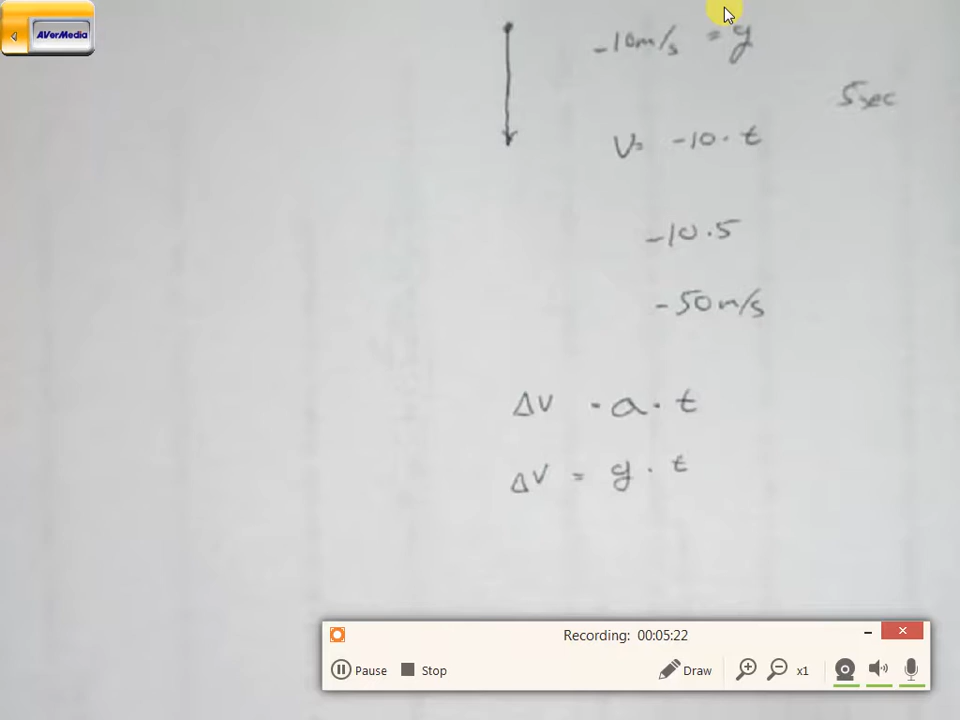 AVerMedia
-10m/s = g
5sec
V= -10·t
-10.5
-50m/s
ΔV = a·t
ΔV = g·t
Recording: 00:05:22
Pause Stop Draw x1